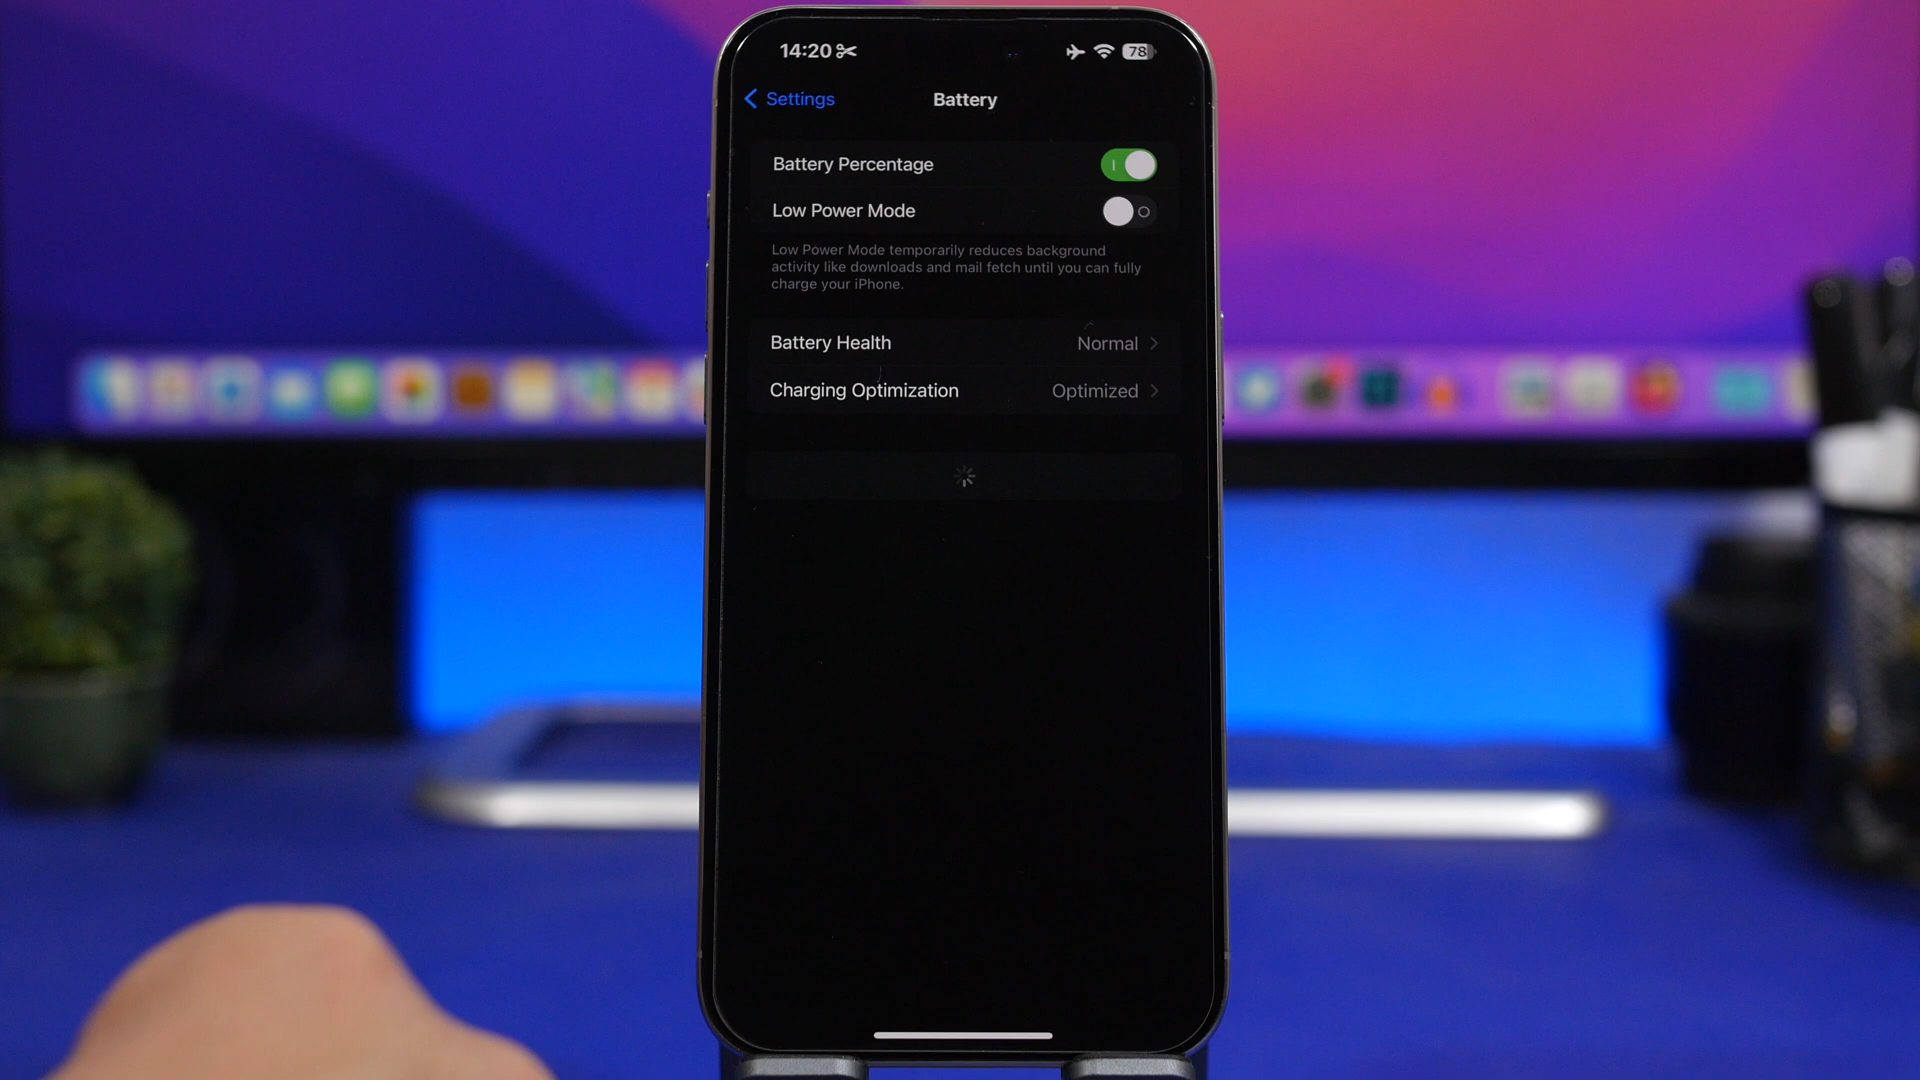 14:20
78
Settings
Battery
Battery Percentage
Low Power Mode
Low Power Mode temporarily reduces background
activity like downloads and mail fetch until you can fully
charge your iPhone.
Battery Health
Normal
Charging Optimization
Optimized